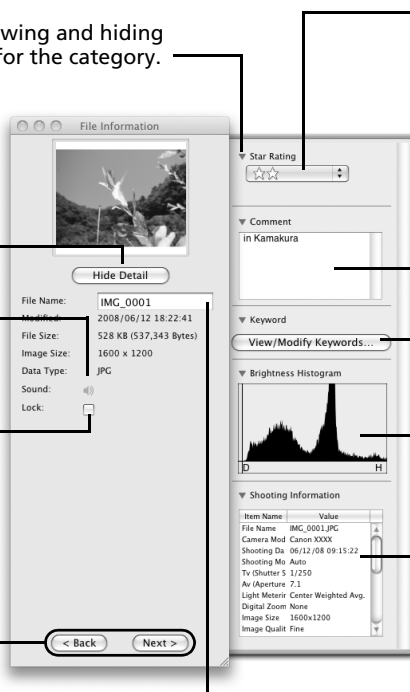 wing and hiding
for the category.
File Information
Hide Detail
File Name: IMG_0001
Modified: 2008/06/12 18:22:41
File Size: 528 KB (537,343 Bytes)
Image Size: 1600 x 1200
Data Type: JPG
Sound:
Lock:
< Back Next >
Star Rating
Comment
in Kamakura
Keyword
View/Modify Keywords...
Brightness Histogram
D H
Shooting Information
Item Name Value
File Name IMG_0001.JPG
Camera Mod Canon XXXX
Shooting Da 06/12/08 09:15:22
Shooting Mo Auto
Tv (Shutter S 1/250
Av (Aperture 7.1
Light Meterir Center Weighted Avg.
Digital Zoom None
Image Size 1600x1200
Image Qualit Fine